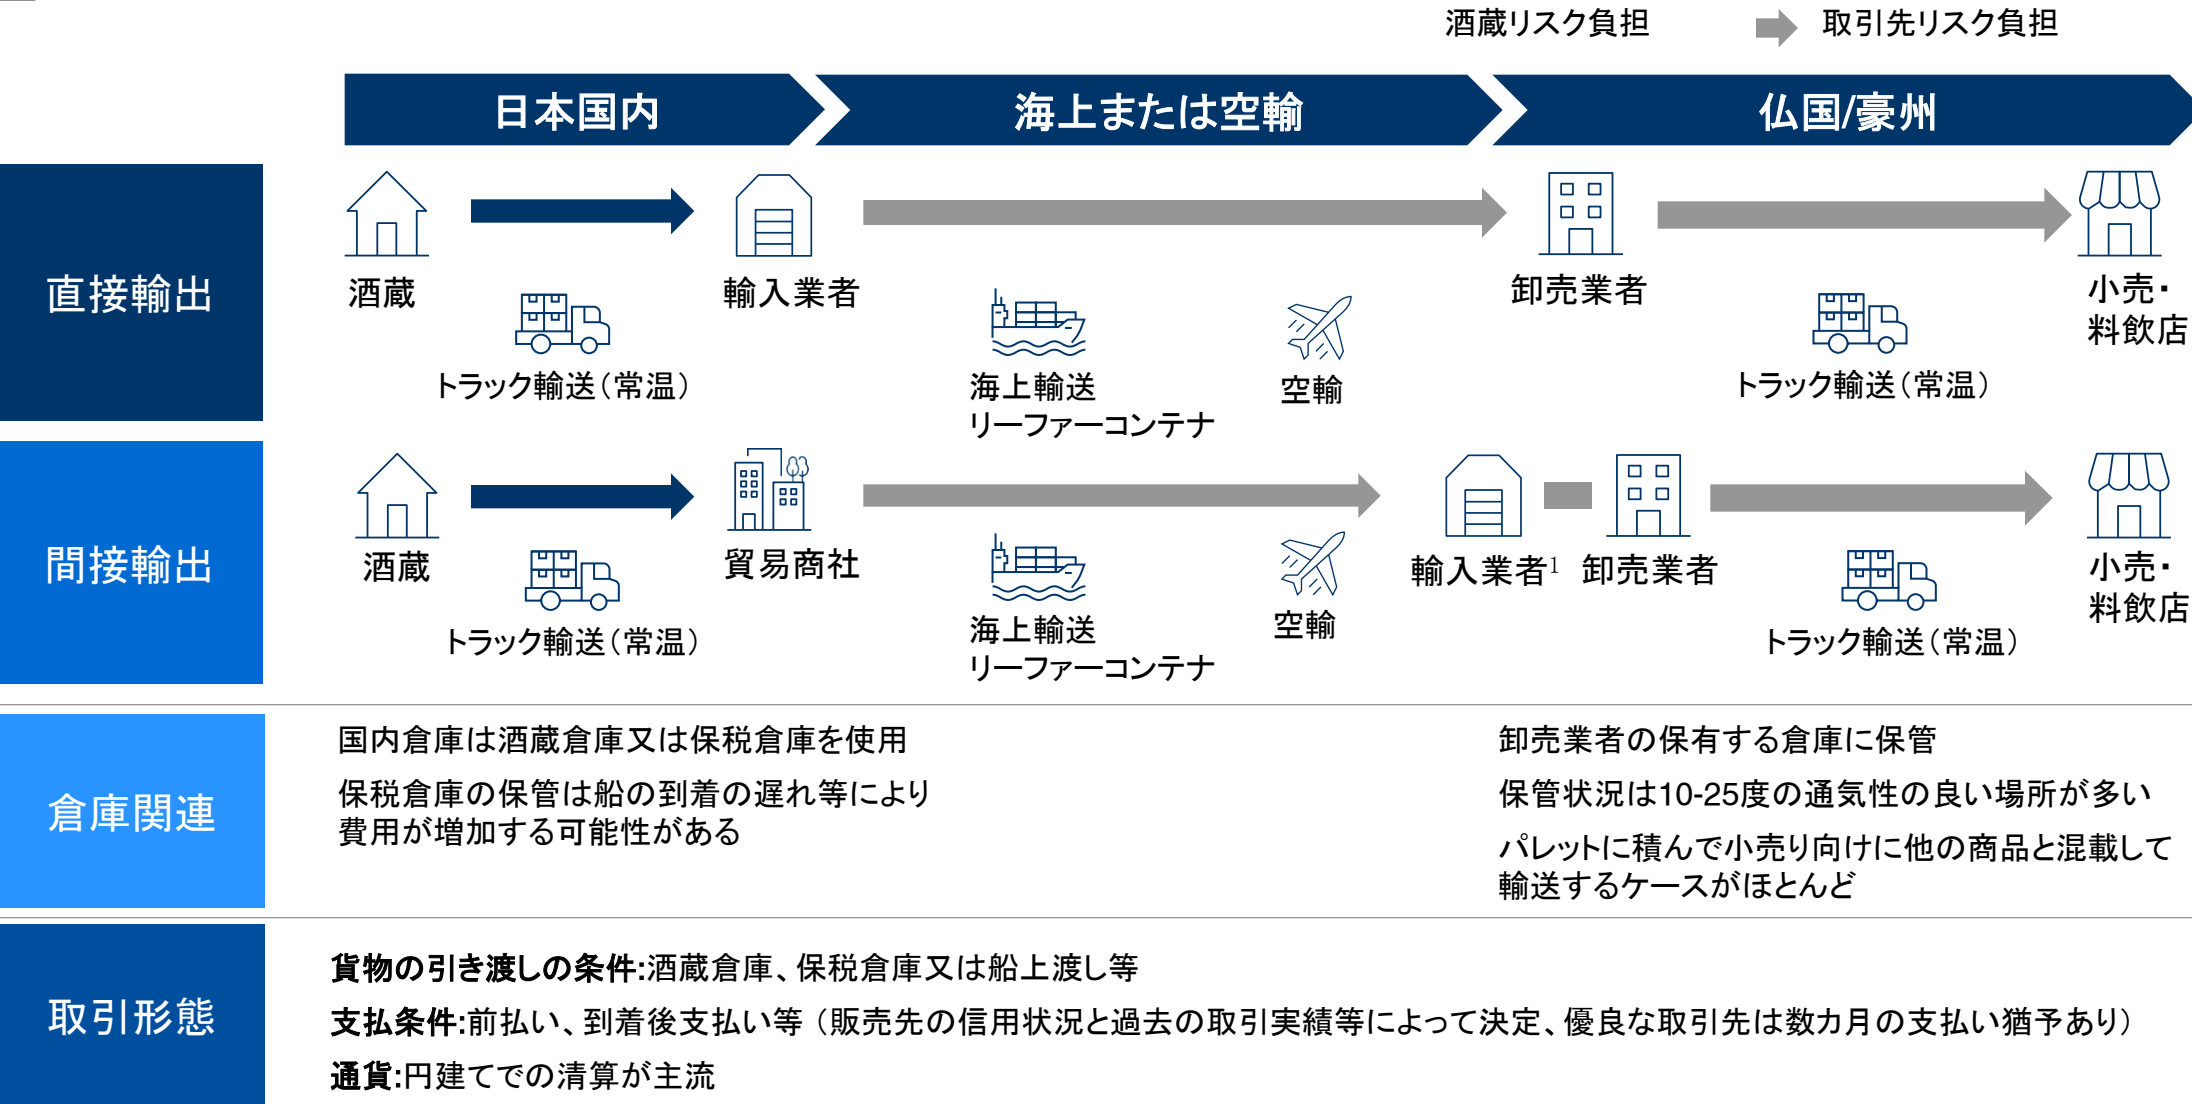 酒蔵リスク負担
取引先リスク負担
日本国内
海上または空輸
仏国/豪州
直接輸出
酒蔵
輸入業者
卸売業者
小売・
料飲店
トラック輸送（常温）
海上輸送
リーファーコンテナ
空輸
トラック輸送（常温）
間接輸出
酒蔵
貿易商社
輸入業者1
卸売業者
小売・
料飲店
トラック輸送（常温）
海上輸送
リーファーコンテナ
空輸
トラック輸送（常温）
倉庫関連
国内倉庫は酒蔵倉庫又は保税倉庫を使用
保税倉庫の保管は船の到着の遅れ等により
費用が増加する可能性がある
卸売業者の保有する倉庫に保管
保管状況は10-25度の通気性の良い場所が多い
パレットに積んで小売り向けに他の商品と混載して
輸送するケースがほとんど
取引形態
貨物の引き渡しの条件:酒蔵倉庫、保税倉庫又は船上渡し等
支払条件:前払い、到着後支払い等（販売先の信用状況と過去の取引実績等によって決定、優良な取引先は数カ月の支払い猶予あり）
通貨:円建てでの清算が主流